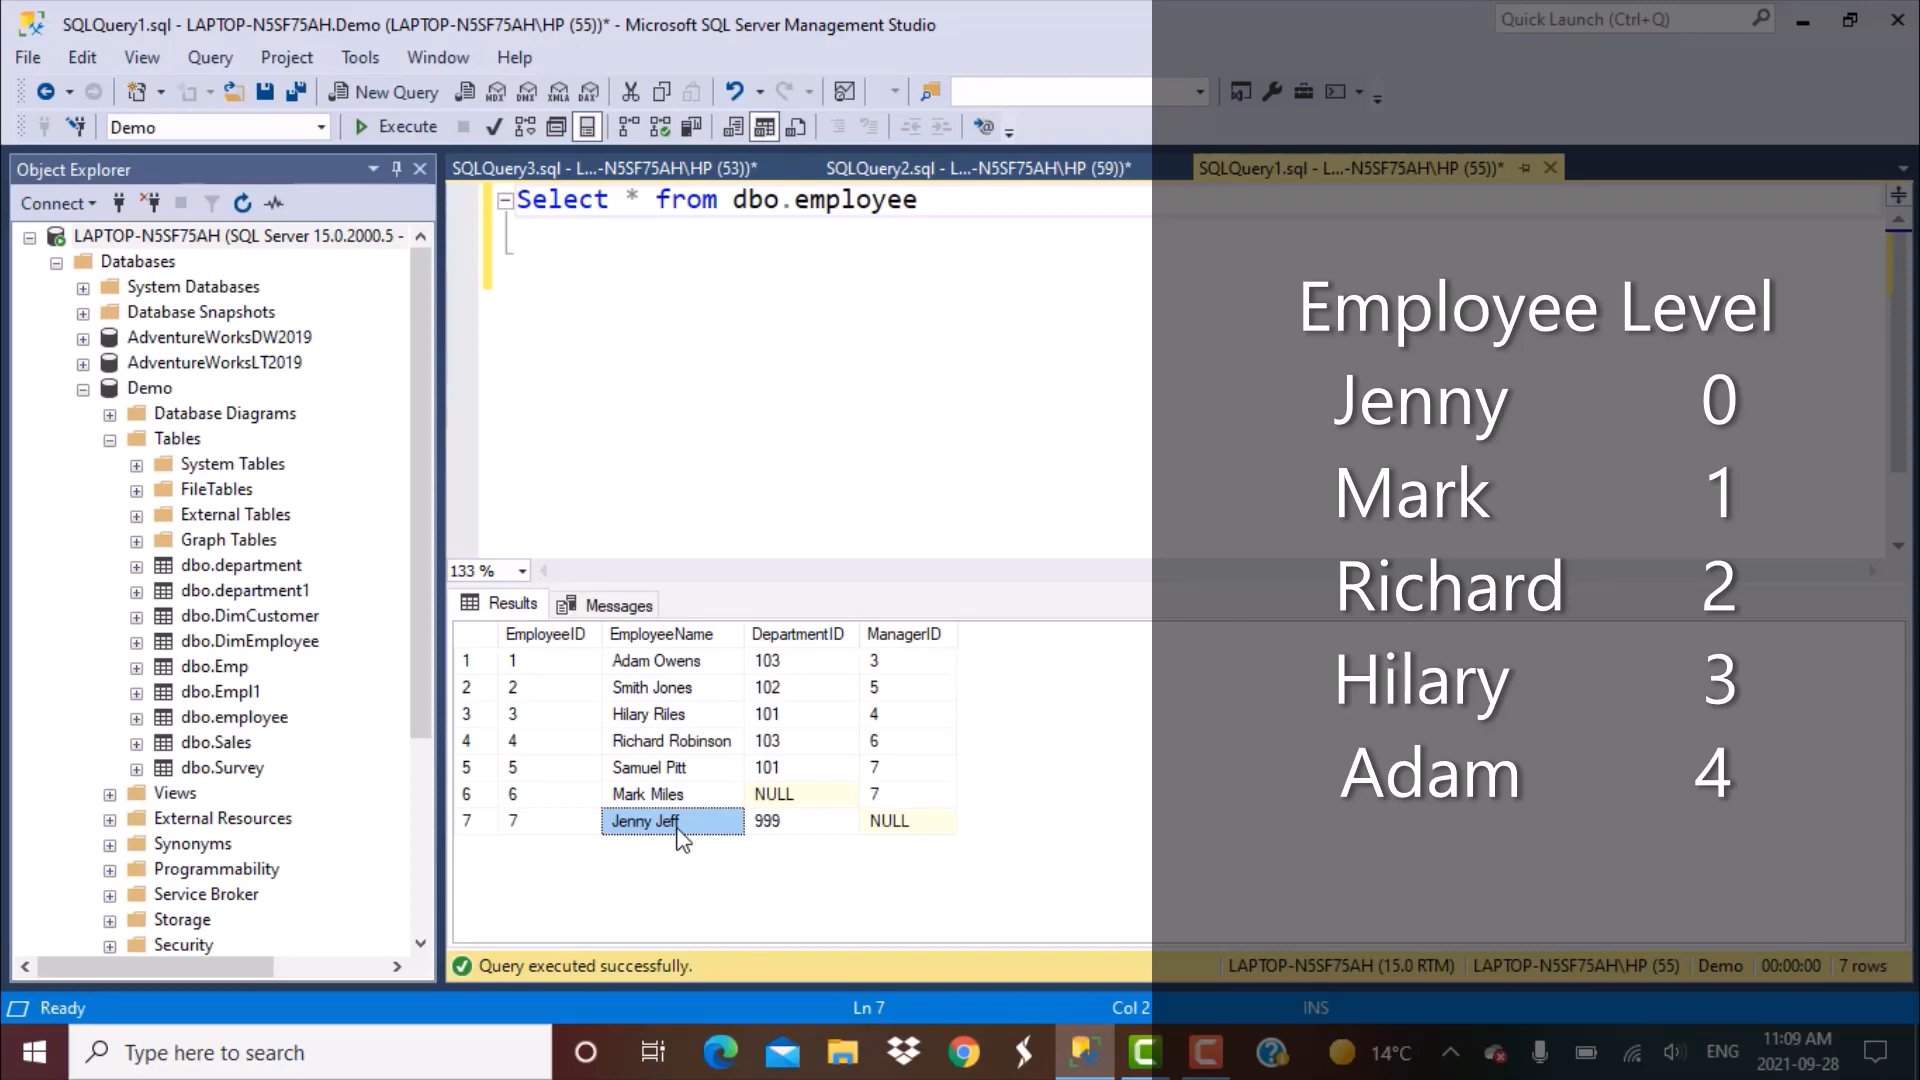 SQLQuery1.sql - LAPTOP-N5SF75AH.Demo (LAPTOP-N5SF75AH\HP (55))* - Microsoft SQL Server Management Studio
Quick Launch (Ctrl+Q)
File Edit View Query Project Tools Window Help
New Query MDX DMX XMLA DAX
Demo Execute
Object Explorer
Connect
LAPTOP-N5SF75AH (SQL Server 15.0.2000.5 -
Databases
System Databases
Database Snapshots
AdventureWorksDW2019
AdventureWorksLT2019
Demo
Database Diagrams
Tables
System Tables
FileTables
External Tables
Graph Tables
dbo.department
dbo.department1
dbo.DimCustomer
dbo.DimEmployee
dbo.Emp
dbo.Empl1
dbo.employee
dbo.Sales
dbo.Survey
Views
External Resources
Synonyms
Programmability
Service Broker
Storage
Security
SQLQuery3.sql - L...-N5SF75AH\HP (53))* SQLQuery2.sql - L...-N5SF75AH\HP (59))* SQLQuery1.sql - L...-N5SF75AH\HP (55))*
Select * from dbo.employee
133 %
Results Messages
EmployeeID EmployeeName DepartmentID ManagerID
1 1 Adam Owens 103 3
2 2 Smith Jones 102 5
3 3 Hilary Riles 101 4
4 4 Richard Robinson 103 6
5 5 Samuel Pitt 101 7
6 6 Mark Miles NULL 7
7 7 Jenny Jeff 999 NULL
Employee Level
Jenny 0
Mark 1
Richard 2
Hilary 3
Adam 4
Query executed successfully. LAPTOP-N5SF75AH (15.0 RTM) LAPTOP-N5SF75AH\HP (55) Demo 00:00:00 7 rows
Ready Ln 7 Col 2 INS
Type here to search 14°C ENG 11:09 AM
2021-09-28